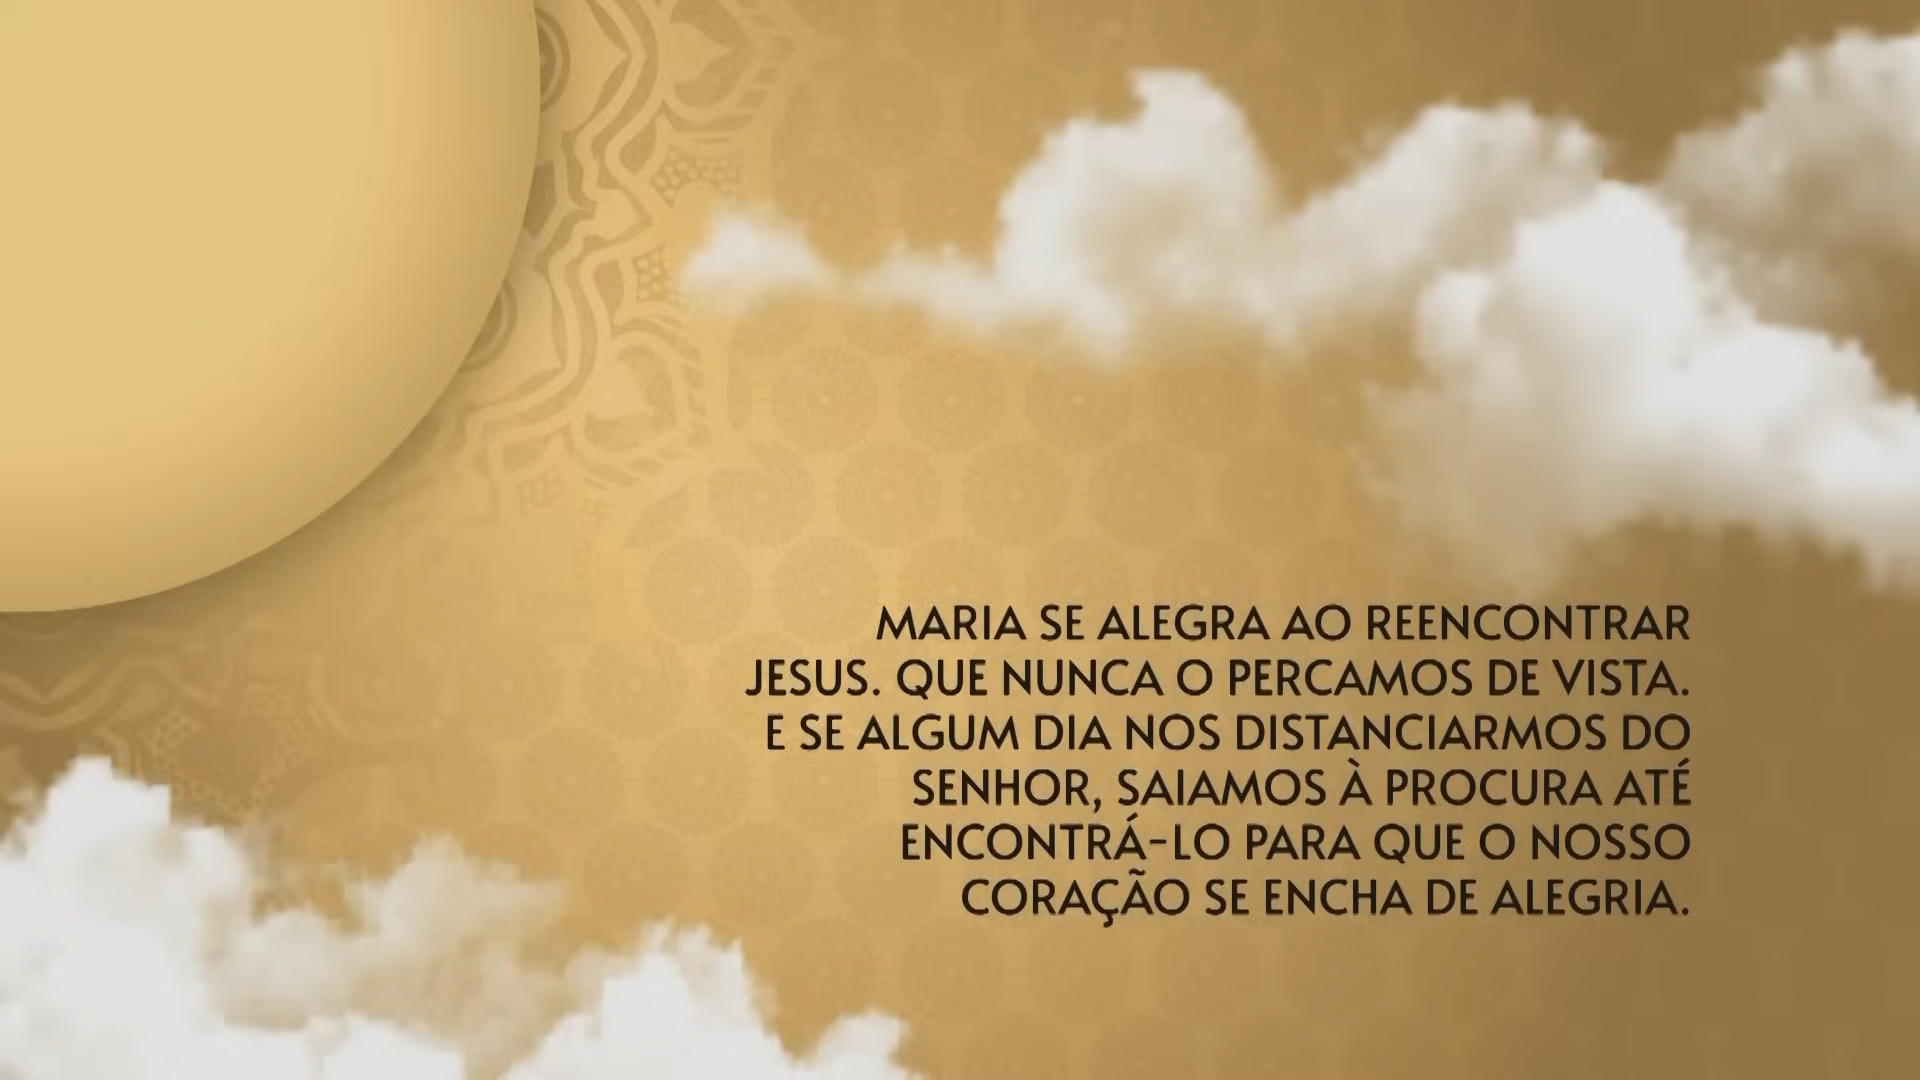 MARIA SE ALEGRA AO REENCONTRAR
JESUS. QUE NUNCA O PERCAMOS DE VISTA.
E SE ALGUM DIA NOS DISTANCIARMOS DO
SENHOR, SAIAMOS À PROCURA ATÉ
ENCONTRÁ-LO PARA QUE O NOSSO
CORAÇÃO SE ENCHA DE ALEGRIA.